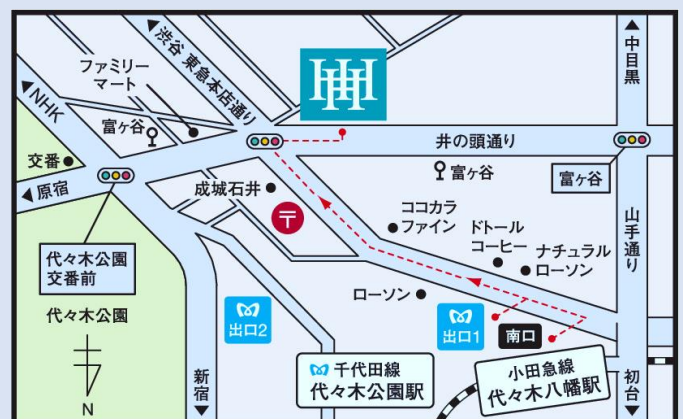 渋谷 東急本店通り
中目黒
ファミリー
マート
NHK
富ヶ谷
井の頭通り
交番
原宿
成城石井
富ヶ谷
富ヶ谷
代々木公園
交番前
ココカラ
ファイン
ドトール
コーヒー
ナチュラル
ローソン
山手通り
代々木公園
ローソン
出口2
出口1
南口
千代田線
代々木公園駅
小田急線
代々木八幡駅
新宿
初台
N